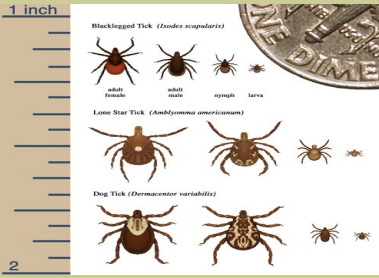 1 inch
Blacklegged Tick (Ixodes scapularis)
ONE DIME
adult female
adult male
nymph
larva
Lone Star Tick (Amblyomma americanum)
Dog Tick (Dermacentor variabilis)
2